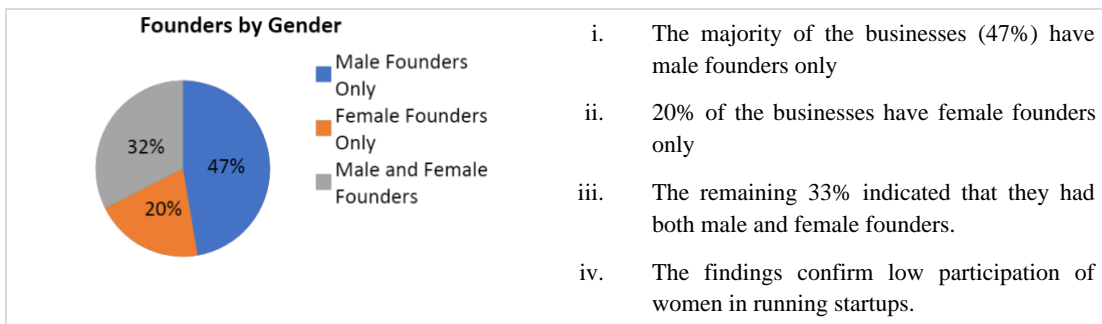 Founders by Gender
Male Founders
Only
Female Founders
Only
Male and Female
Founders
32%
47%
20%
i. The majority of the businesses (47%) have
male founders only
ii. 20% of the businesses have female founders
only
iii. The remaining 33% indicated that they had
both male and female founders.
iv. The findings confirm low participation of
women in running startups.